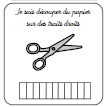 Je sais découper du papier
sur des traits droits